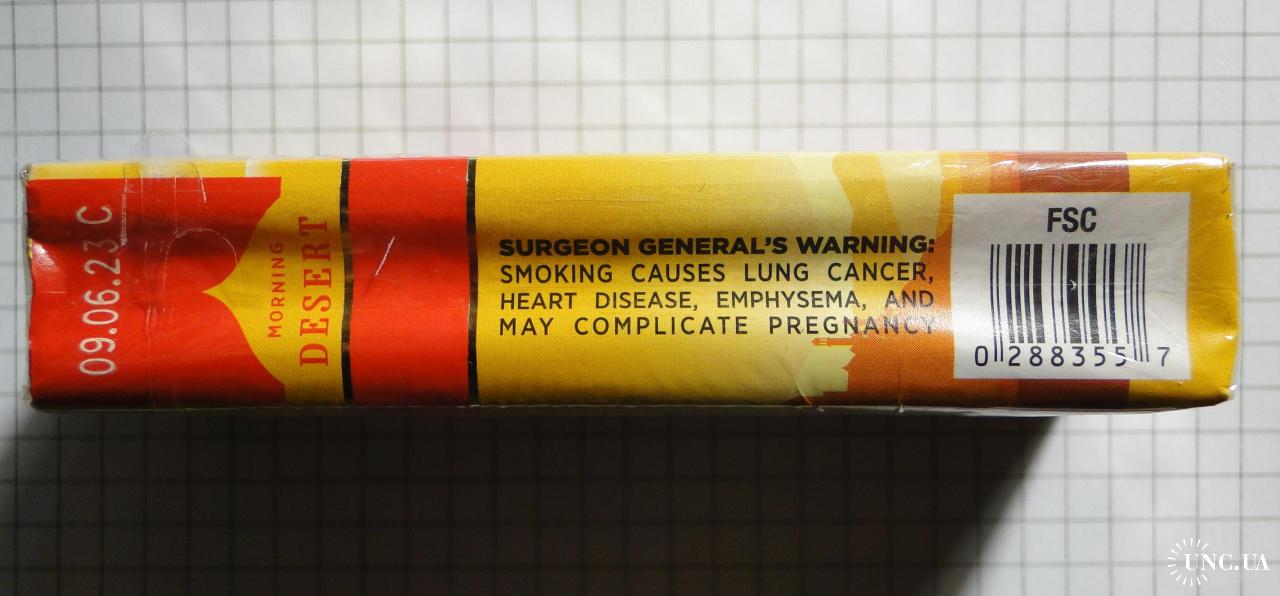 09.06.23 C
MORNING
DESERT
SURGEON GENERAL'S WARNING:
SMOKING CAUSES LUNG CANCER,
HEART DISEASE, EMPHYSEMA, AND
MAY COMPLICATE PREGNANCY
FSC
0 288355 7
UNC.UA